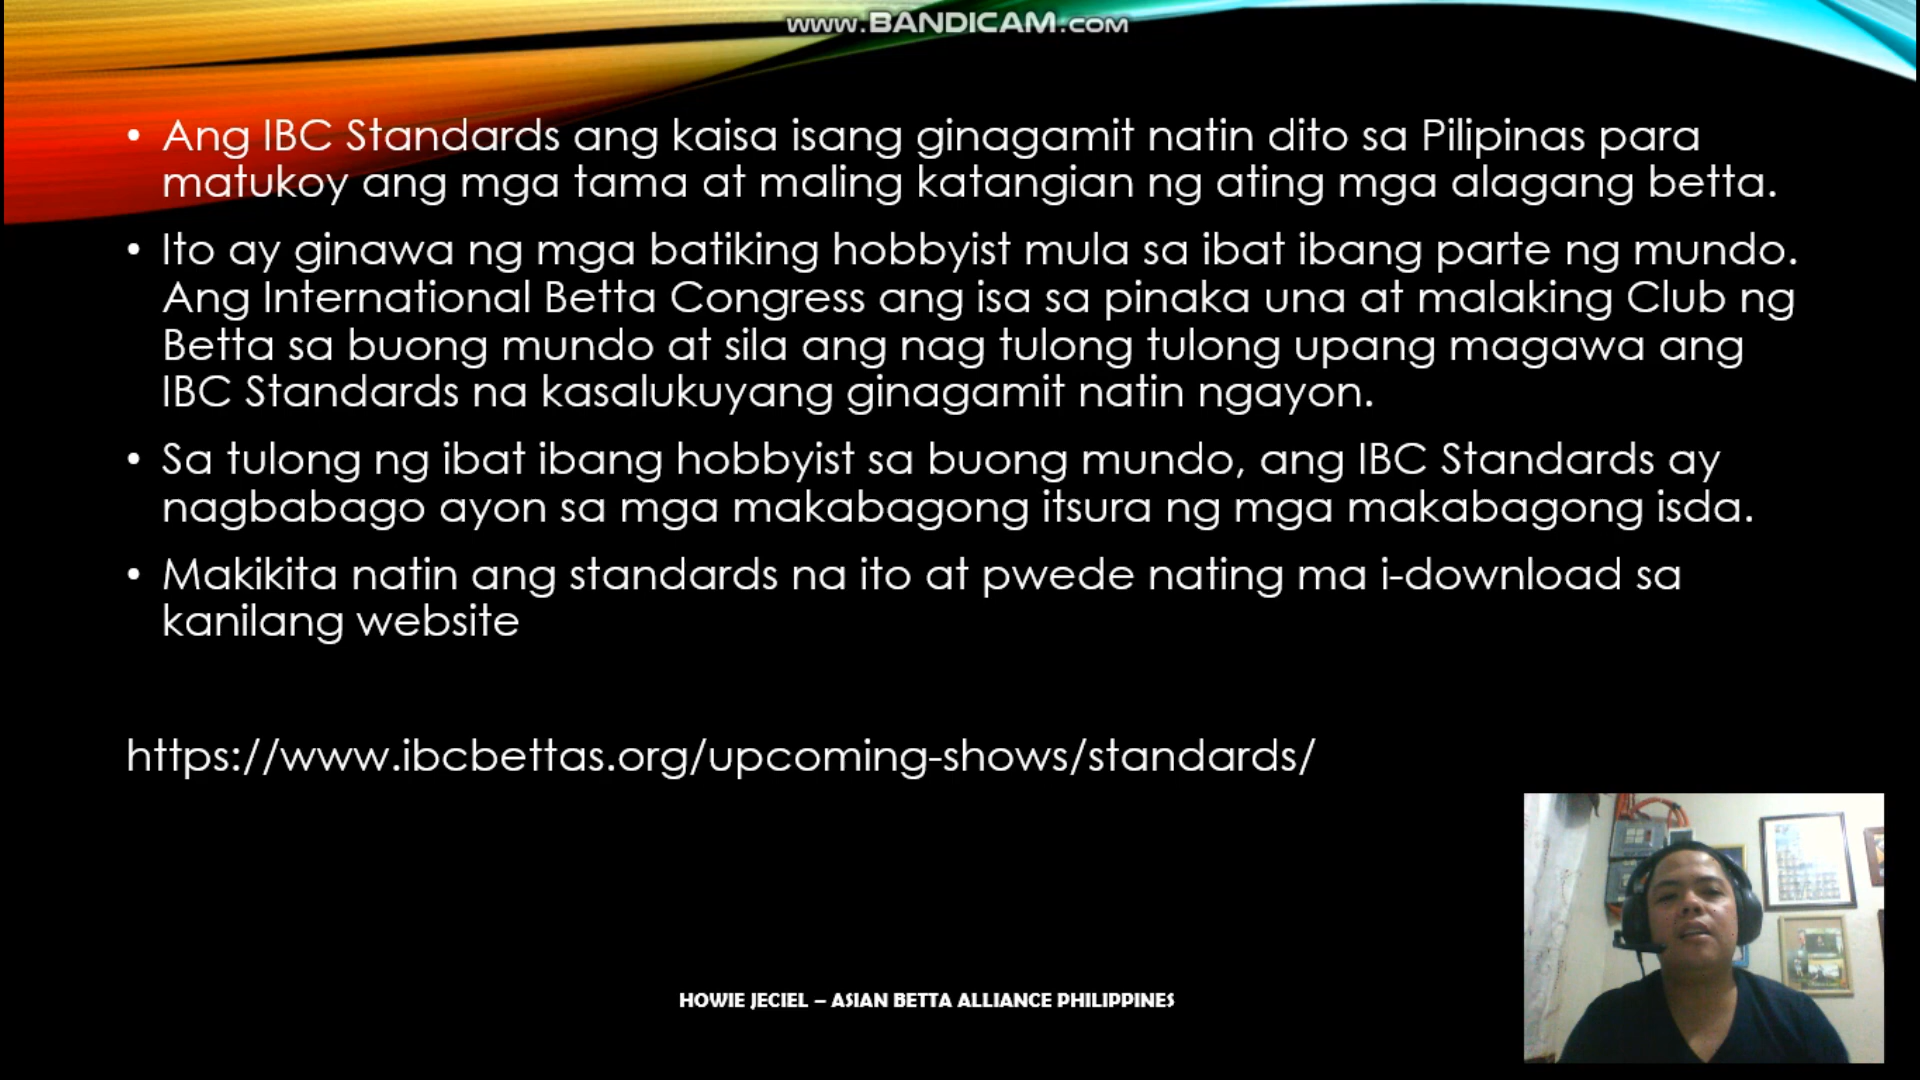 www.BANDICAM.com
• Ang IBC Standards ang kaisa isang ginagamit natin dito sa Pilipinas para
matukoy ang mga tama at maling katangian ng ating mga alagang betta.
• Ito ay ginawa ng mga batiking hobbyist mula sa ibat ibang parte ng mundo.
Ang International Betta Congress ang isa sa pinaka una at malaking Club ng
Betta sa buong mundo at sila ang nag tulong tulong upang magawa ang
IBC Standards na kasalukuyang ginagamit natin ngayon.
• Sa tulong ng ibat ibang hobbyist sa buong mundo, ang IBC Standards ay
nagbabago ayon sa mga makabagong itsura ng mga makabagong isda.
• Makikita natin ang standards na ito at pwede nating ma i-download sa
kanilang website
https://www.ibcbettas.org/upcoming-shows/standards/
HOWIE JECIEL – ASIAN BETTA ALLIANCE PHILIPPINES